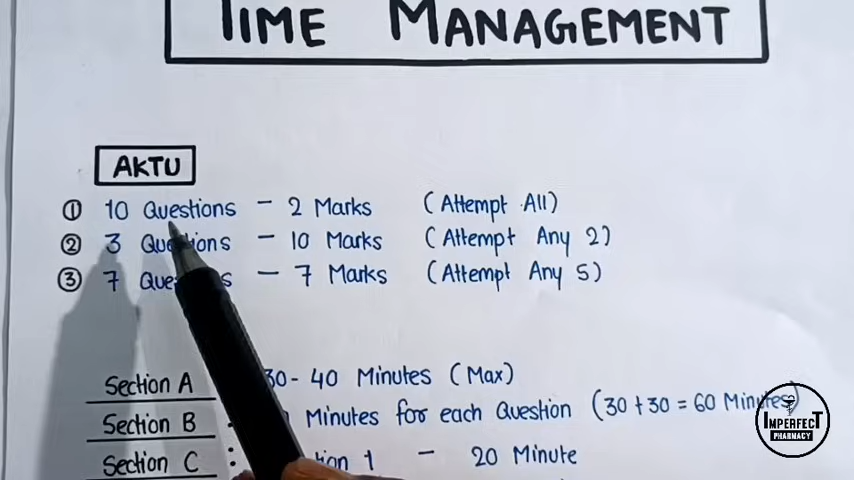 TIME MANAGEMENT
AKTU
① 10 Questions - 2 Marks (Attempt All)
② 3 Questions - 10 Marks (Attempt Any 2)
③ 7 - 7 Marks (Attempt Any 5)
Section A 30-40 Minutes (Max)
Section B : Minutes for each Question (30+30 = 60 Minutes)
Section C : 1 - 20 Minute
IMPERFECT
PHARMACY